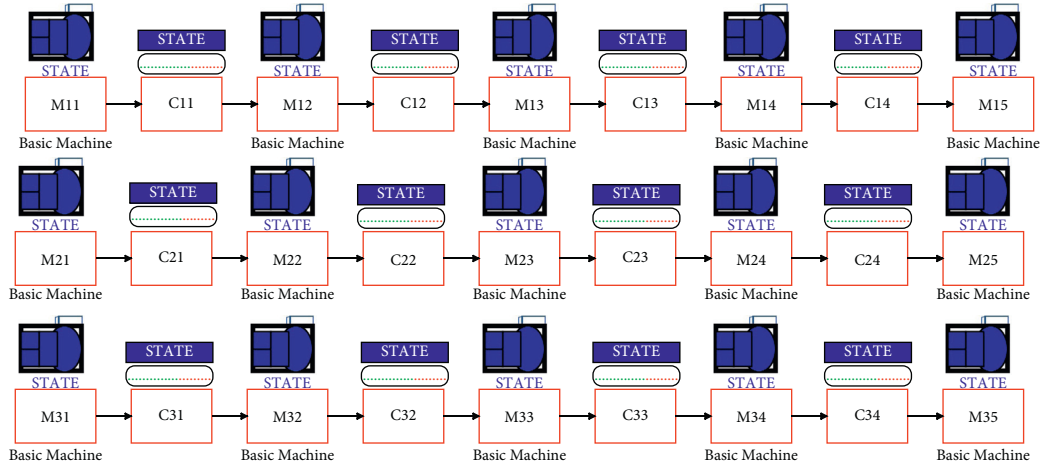 STATE STATE STATE STATE
STATE STATE STATE STATE STATE
M11 C11 M12 C12 M13 C13 M14 C14 M15
Basic Machine Basic Machine Basic Machine Basic Machine Basic Machine
STATE STATE STATE STATE
STATE STATE STATE STATE STATE
M21 C21 M22 C22 M23 C23 M24 C24 M25
Basic Machine Basic Machine Basic Machine Basic Machine Basic Machine
STATE STATE STATE STATE
STATE STATE STATE STATE STATE
M31 C31 M32 C32 M33 C33 M34 C34 M35
Basic Machine Basic Machine Basic Machine Basic Machine Basic Machine